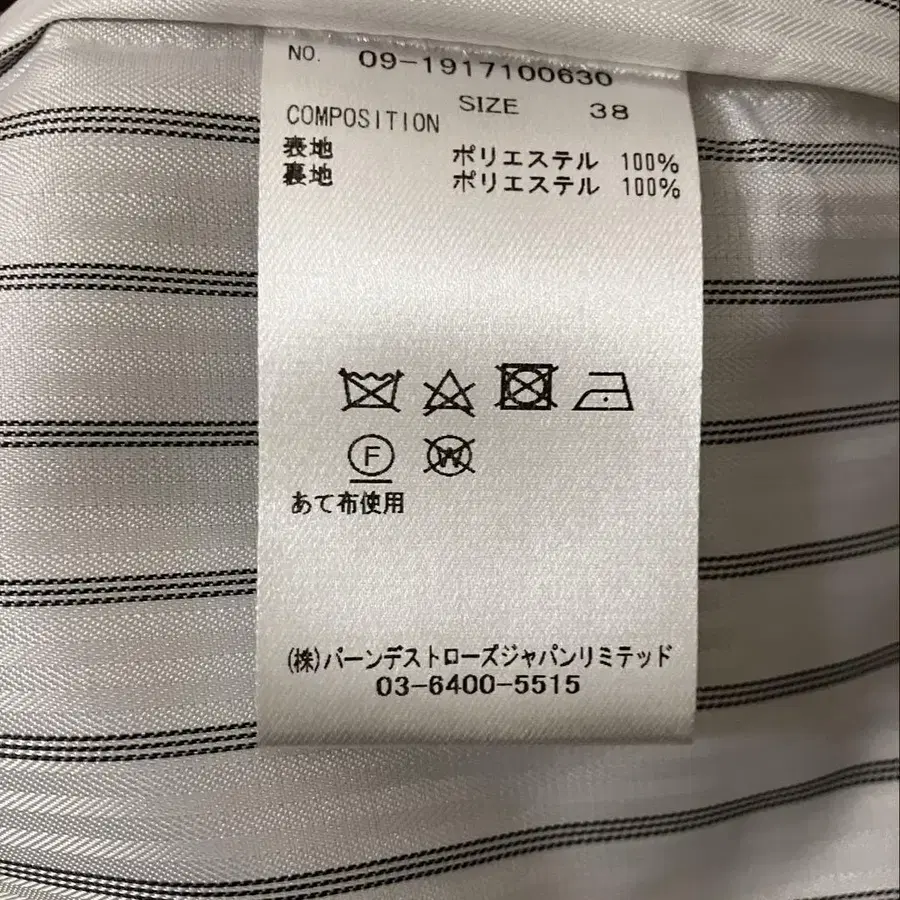 NO. 09-1917100630
SIZE 38
COMPOSITION
表地 ポリエステル 100%
裏地 ポリエステル 100%
F W
あて布使用
(株)バーンデストローズジャパンリミテッド
03-6400-5515